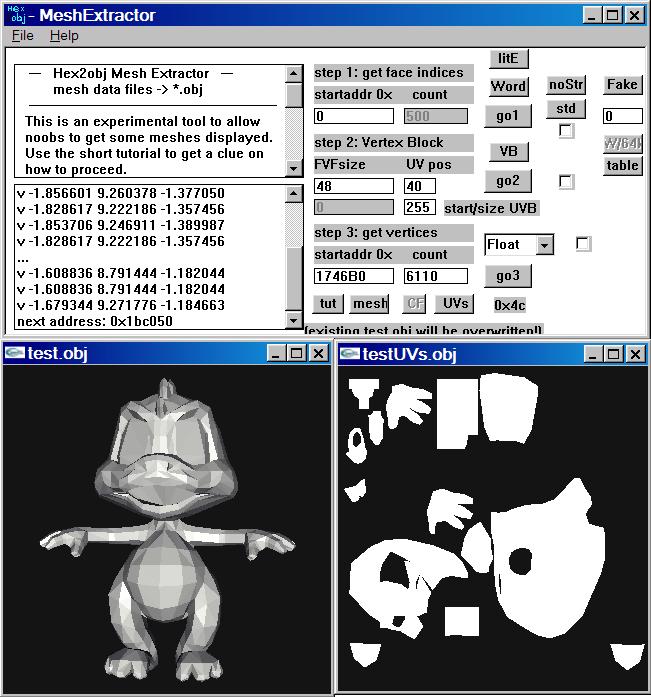 Hex obj - MeshExtractor
File Help
— Hex2obj Mesh Extractor —
mesh data files -> *.obj
This is an experimental tool to allow
noobs to get some meshes displayed.
Use the short tutorial to get a clue on
how to proceed.
v -1.856601 9.260378 -1.377050
v -1.828617 9.222186 -1.357456
v -1.853706 9.246911 -1.389987
v -1.828617 9.222186 -1.357456
...
v -1.608836 8.791444 -1.182044
v -1.608836 8.791444 -1.182044
v -1.679344 9.271776 -1.184663
next address: 0x1bc050
step 1: get face indices
startaddr 0x count
0 500
step 2: Vertex Block
FVFsize UV pos
48 40
0 255 start/size UVB
step 3: get vertices
startaddr 0x count
1746B0 6110
tut mesh CF UVs 0x4c
(existing test.obj will be overwritten!)
litE
Word noStr Fake
go1 std 0
VB W/64k
go2 table
Float
go3
test.obj
testUVs.obj